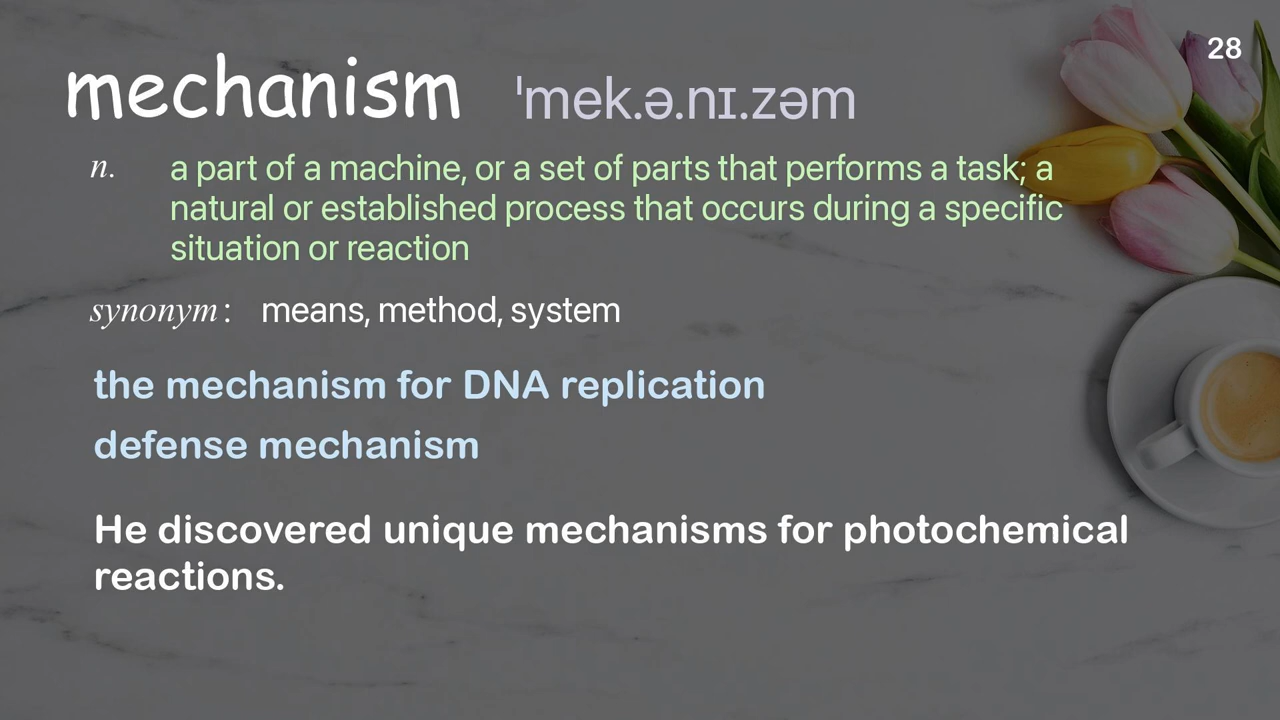 28
mechanism ˈmek.ə.nɪ.zəm
n. a part of a machine, or a set of parts that performs a task; a
natural or established process that occurs during a specific
situation or reaction
synonym: means, method, system
the mechanism for DNA replication
defense mechanism
He discovered unique mechanisms for photochemical
reactions.